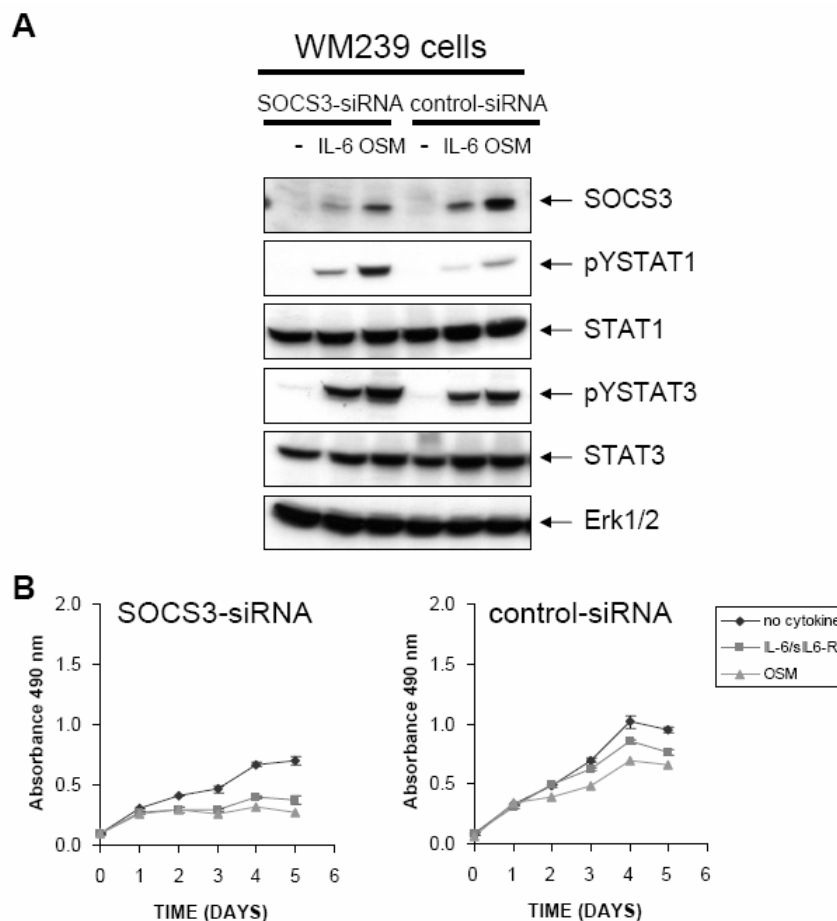 A
WM239 cells
SOCS3-siRNA control-siRNA
- IL-6 OSM - IL-6 OSM
SOCS3
pYSTAT1
STAT1
pYSTAT3
STAT3
Erk1/2
B
SOCS3-siRNA
2.0
1.5
1.0
0.5
0.0
Absorbance 490 nm
0 1 2 3 4 5 6
TIME (DAYS)
control-siRNA
2.0
1.5
1.0
0.5
0.0
Absorbance 490 nm
0 1 2 3 4 5 6
TIME (DAYS)
no cytokine
IL-6/sIL6-R
OSM